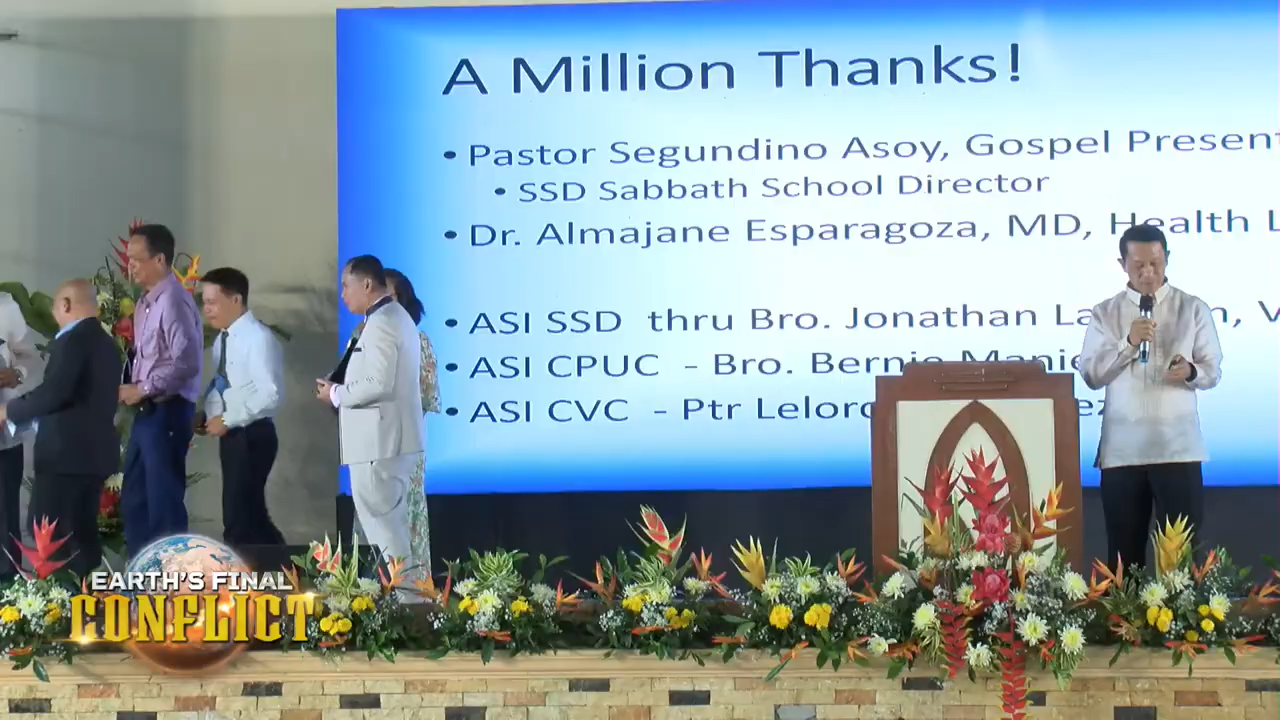 A Million Thanks!
• Pastor Segundino Asoy, Gospel Present
• SSD Sabbath School Director
• Dr. Almajane Esparagoza, MD, Health L
• ASI SSD thru Bro. Jonathan
• ASI CPUC - Bro. Bernie
• ASI CVC - Ptr
EARTH'S FINAL
CONFLICT